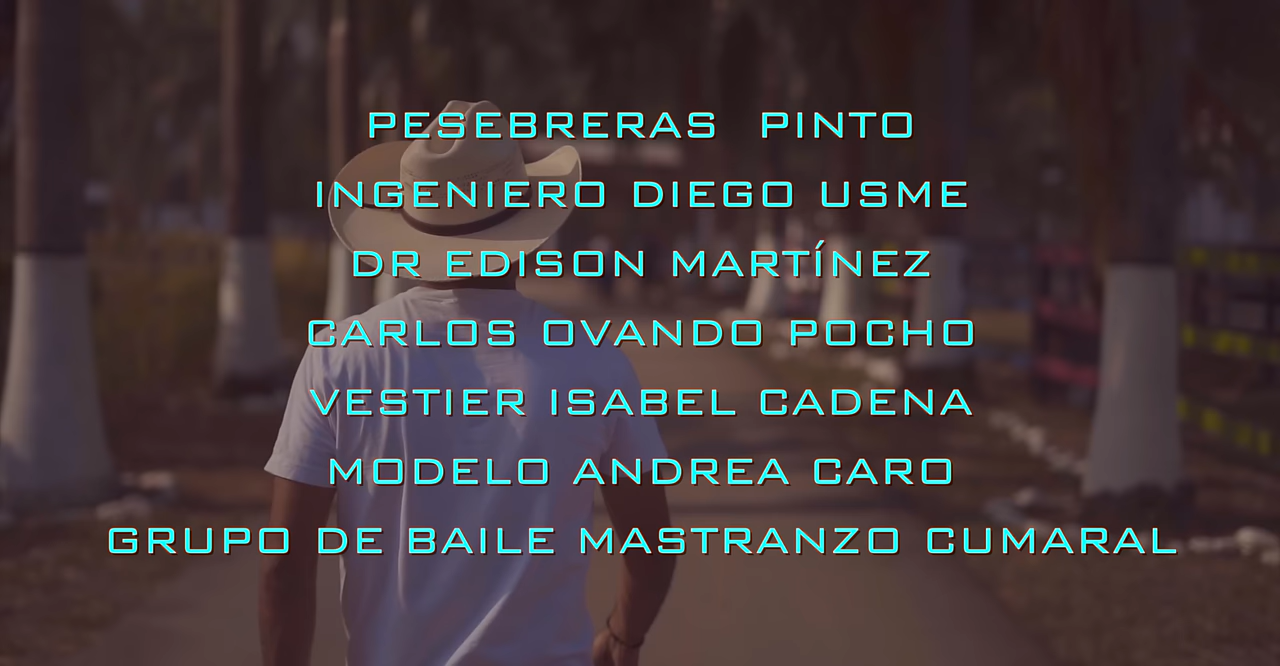 PESEBRERAS PINTO
INGENIERO DIEGO USME
DR EDISON MARTÍNEZ
CARLOS OVANDO POCHO
VESTIER ISABEL CADENA
MODELO ANDREA CARO
GRUPO DE BAILE MASTRANZO CUMARAL